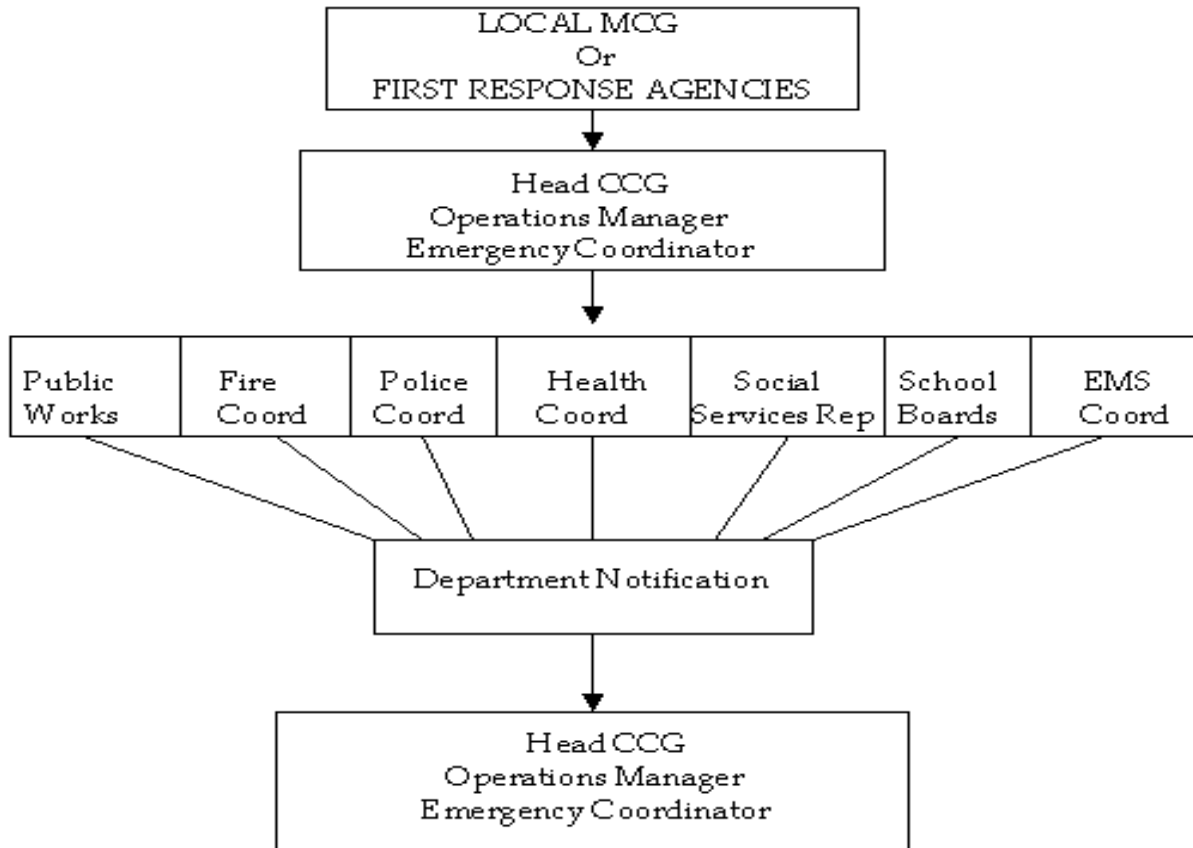 LOCAL MCG
Or
FIRST RESPONSE AGENCIES
Head CCG
Operations Manager
Emergency Coordinator
Public
Works
Fire
Coord
Police
Coord
Health
Coord
Social
Services Rep
School
Boards
EMS
Coord
Department Notification
Head CCG
Operations Manager
Emergency Coordinator